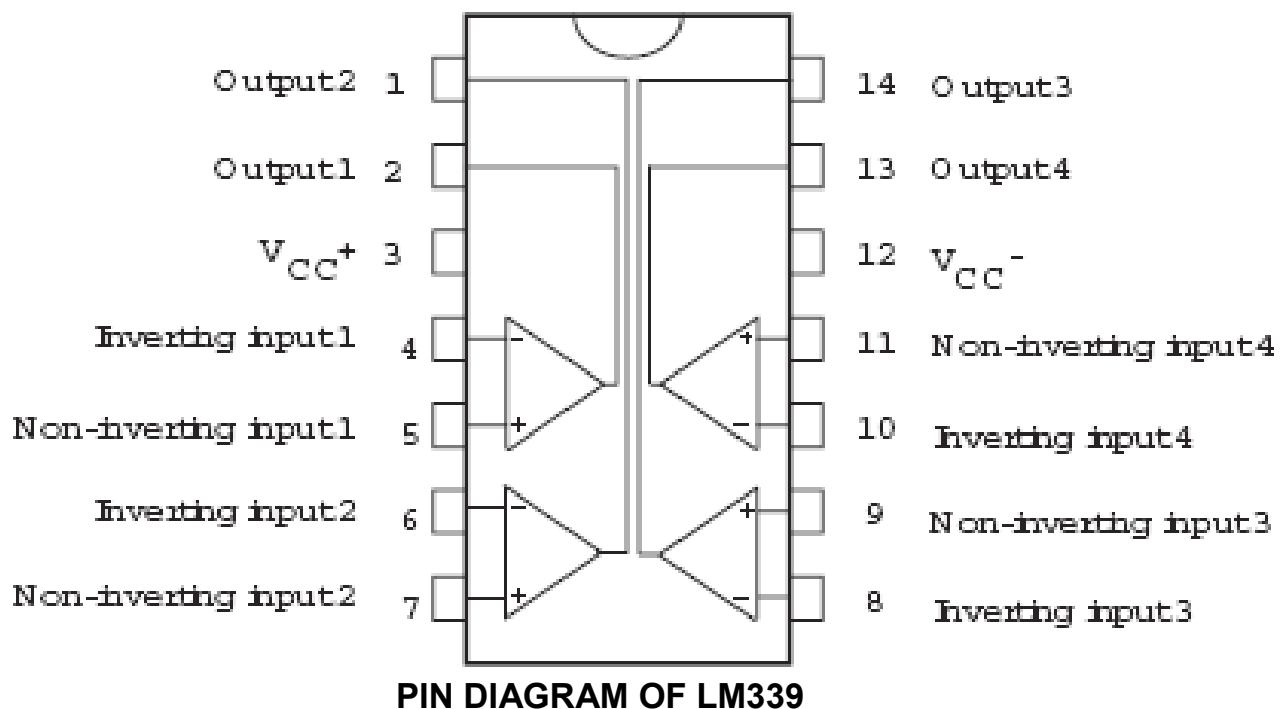 Output2 1
Output1 2
VCC+ 3
Inverting input1 4
Non-inverting input1 5
Inverting input2 6
Non-inverting input2 7
14 Output3
13 Output4
12 VCC-
11 Non-inverting input4
10 Inverting input4
9 Non-inverting input3
8 Inverting input3
-
+
-
+
+
-
+
-
PIN DIAGRAM OF LM339